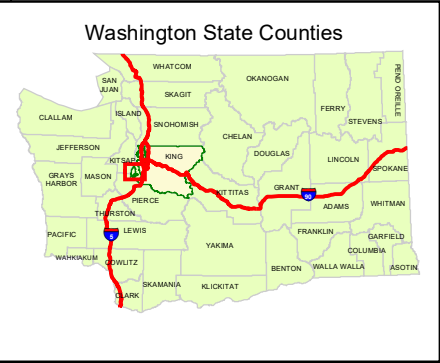 Washington State Counties
WHATCOM
OKANOGAN
PEND OREILLE
SAN
JUAN
SKAGIT
FERRY
STEVENS
ISLAND
CLALLAM
SNOHOMISH
CHELAN
JEFFERSON
DOUGLAS
KITSAP
KING
LINCOLN
SPOKANE
GRAYS
HARBOR
MASON
KITTITAS
GRANT
90
ADAMS
WHITMAN
PIERCE
THURSTON
PACIFIC
5
LEWIS
YAKIMA
FRANKLIN
GARFIELD
COLUMBIA
WAHKIAKUM
COWLITZ
BENTON
WALLA WALLA
ASOTIN
SKAMANIA
KLICKITAT
CLARK